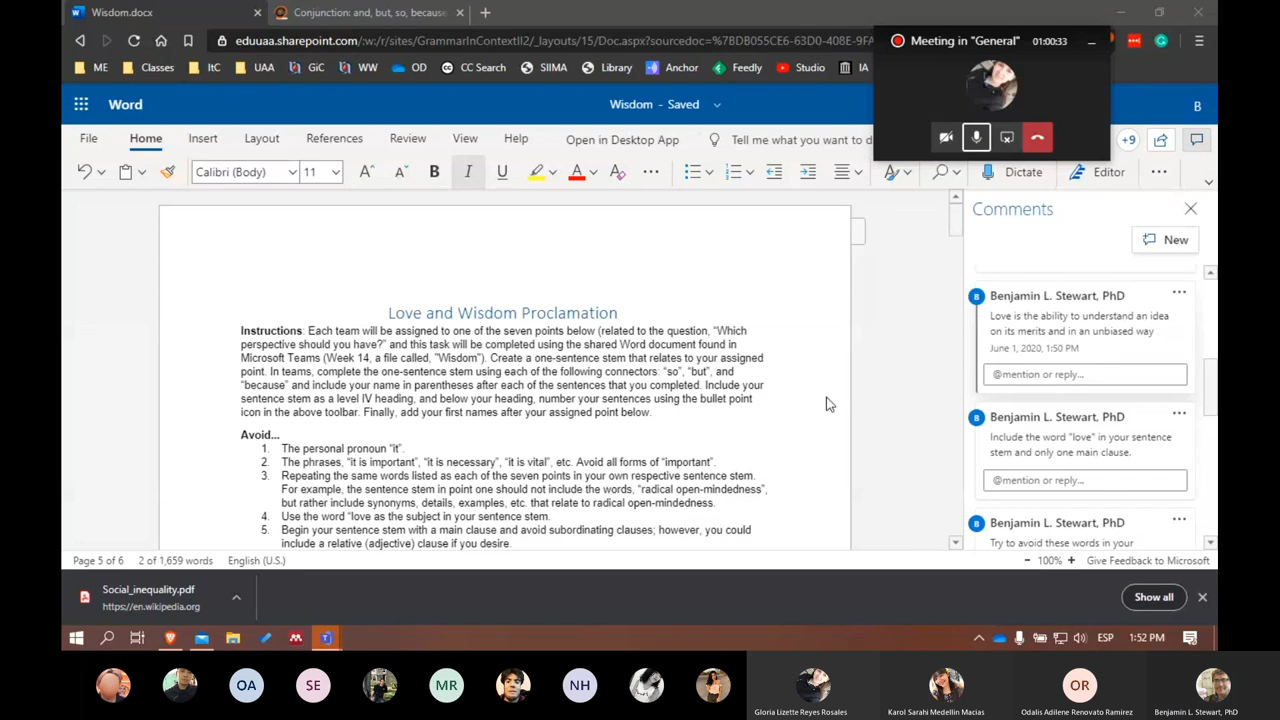 Wisdom.docx
Conjunction: and, but, so, because
eduuaa.sharepoint.com/:w:/r/sites/GrammarInContextII2/_layouts/15/Doc.aspx?sourcedoc=%7BDB055CE6-63D0-408E-9FA
Meeting in "General" 01:00:33
ME Classes ItC UAA GiC WW OD CC Search SIIMA Library Anchor Feedly Studio IA
Word
Wisdom - Saved
B
File Home Insert Layout References Review View Help Open in Desktop App Tell me what you want to d +9
Calibri (Body) 11 B I U Dictate Editor
Comments
New
Benjamin L. Stewart, PhD
Love is the ability to understand an idea
on its merits and in an unbiased way
June 1, 2020, 1:50 PM
@mention or reply...
Benjamin L. Stewart, PhD
Include the word "love" in your sentence
stem and only one main clause.
@mention or reply...
Benjamin L. Stewart, PhD
Try to avoid these words in your
Love and Wisdom Proclamation
Instructions: Each team will be assigned to one of the seven points below (related to the question, "Which
perspective should you have?" and this task will be completed using the shared Word document found in
Microsoft Teams (Week 14, a file called, "Wisdom"). Create a one-sentence stem that relates to your assigned
point. In teams, complete the one-sentence stem using each of the following connectors: "so", "but", and
"because" and include your name in parentheses after each of the sentences that you completed. Include your
sentence stem as a level IV heading, and below your heading, number your sentences using the bullet point
icon in the above toolbar. Finally, add your first names after your assigned point below.
Avoid...
1. The personal pronoun "it".
2. The phrases, "it is important", "it is necessary", "it is vital", etc. Avoid all forms of "important".
3. Repeating the same words listed as each of the seven points in your own respective sentence stem.
For example, the sentence stem in point one should not include the words, "radical open-mindedness",
but rather include synonyms, details, examples, etc. that relate to radical open-mindedness.
4. Use the word "love as the subject in your sentence stem.
5. Begin your sentence stem with a main clause and avoid subordinating clauses; however, you could
include a relative (adjective) clause if you desire.
Page 5 of 6 2 of 1,659 words English (U.S.) 100% Give Feedback to Microsoft
Social_inequality.pdf
https://en.wikipedia.org
Show all
ESP 1:52 PM
OA SE MR NH OR
Gloria Lizette Reyes Rosales Karol Sarahi Medellin Macias Odalis Adilene Renovato Ramirez Benjamin L. Stewart, PhD